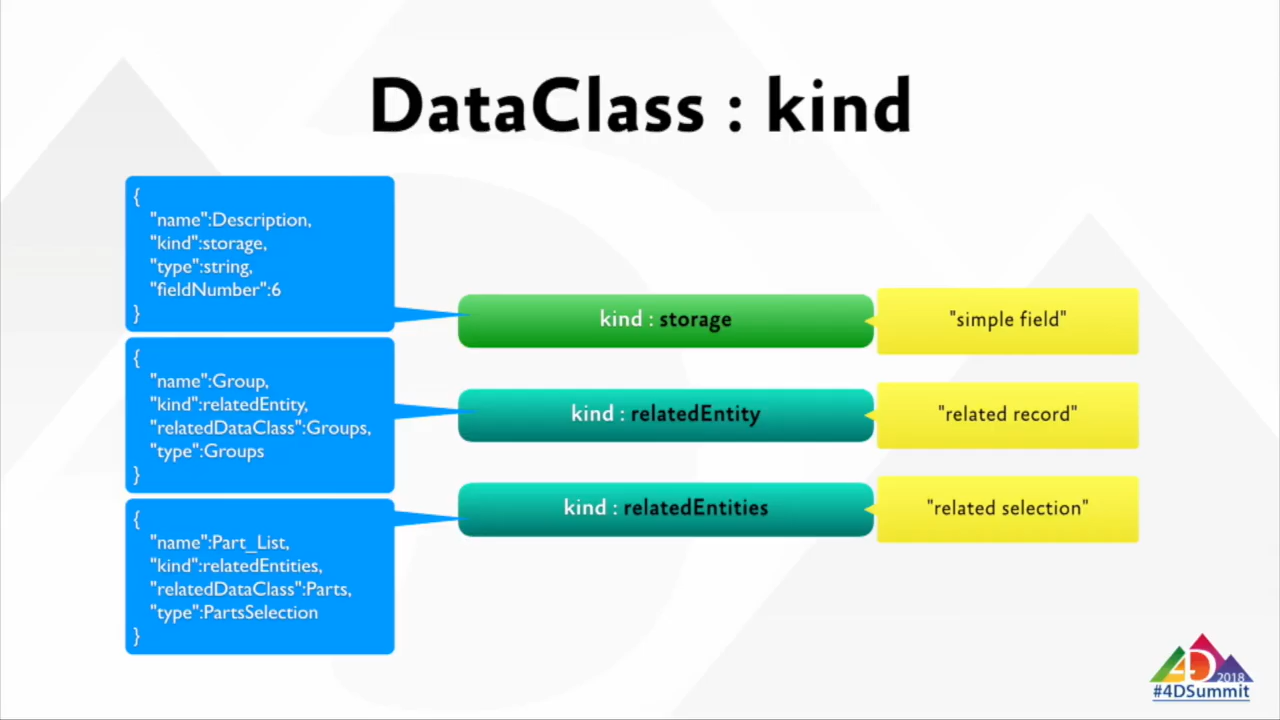 DataClass : kind
{
"name":Description,
"kind":storage,
"type":string,
"fieldNumber":6
}
{
"name":Group,
"kind":relatedEntity,
"relatedDataClass":Groups,
"type":Groups
}
{
"name":Part_List,
"kind":relatedEntities,
"relatedDataClass":Parts,
"type":PartsSelection
}
kind : storage
"simple field"
kind : relatedEntity
"related record"
kind : relatedEntities
"related selection"
4D
2018
#4DSummit